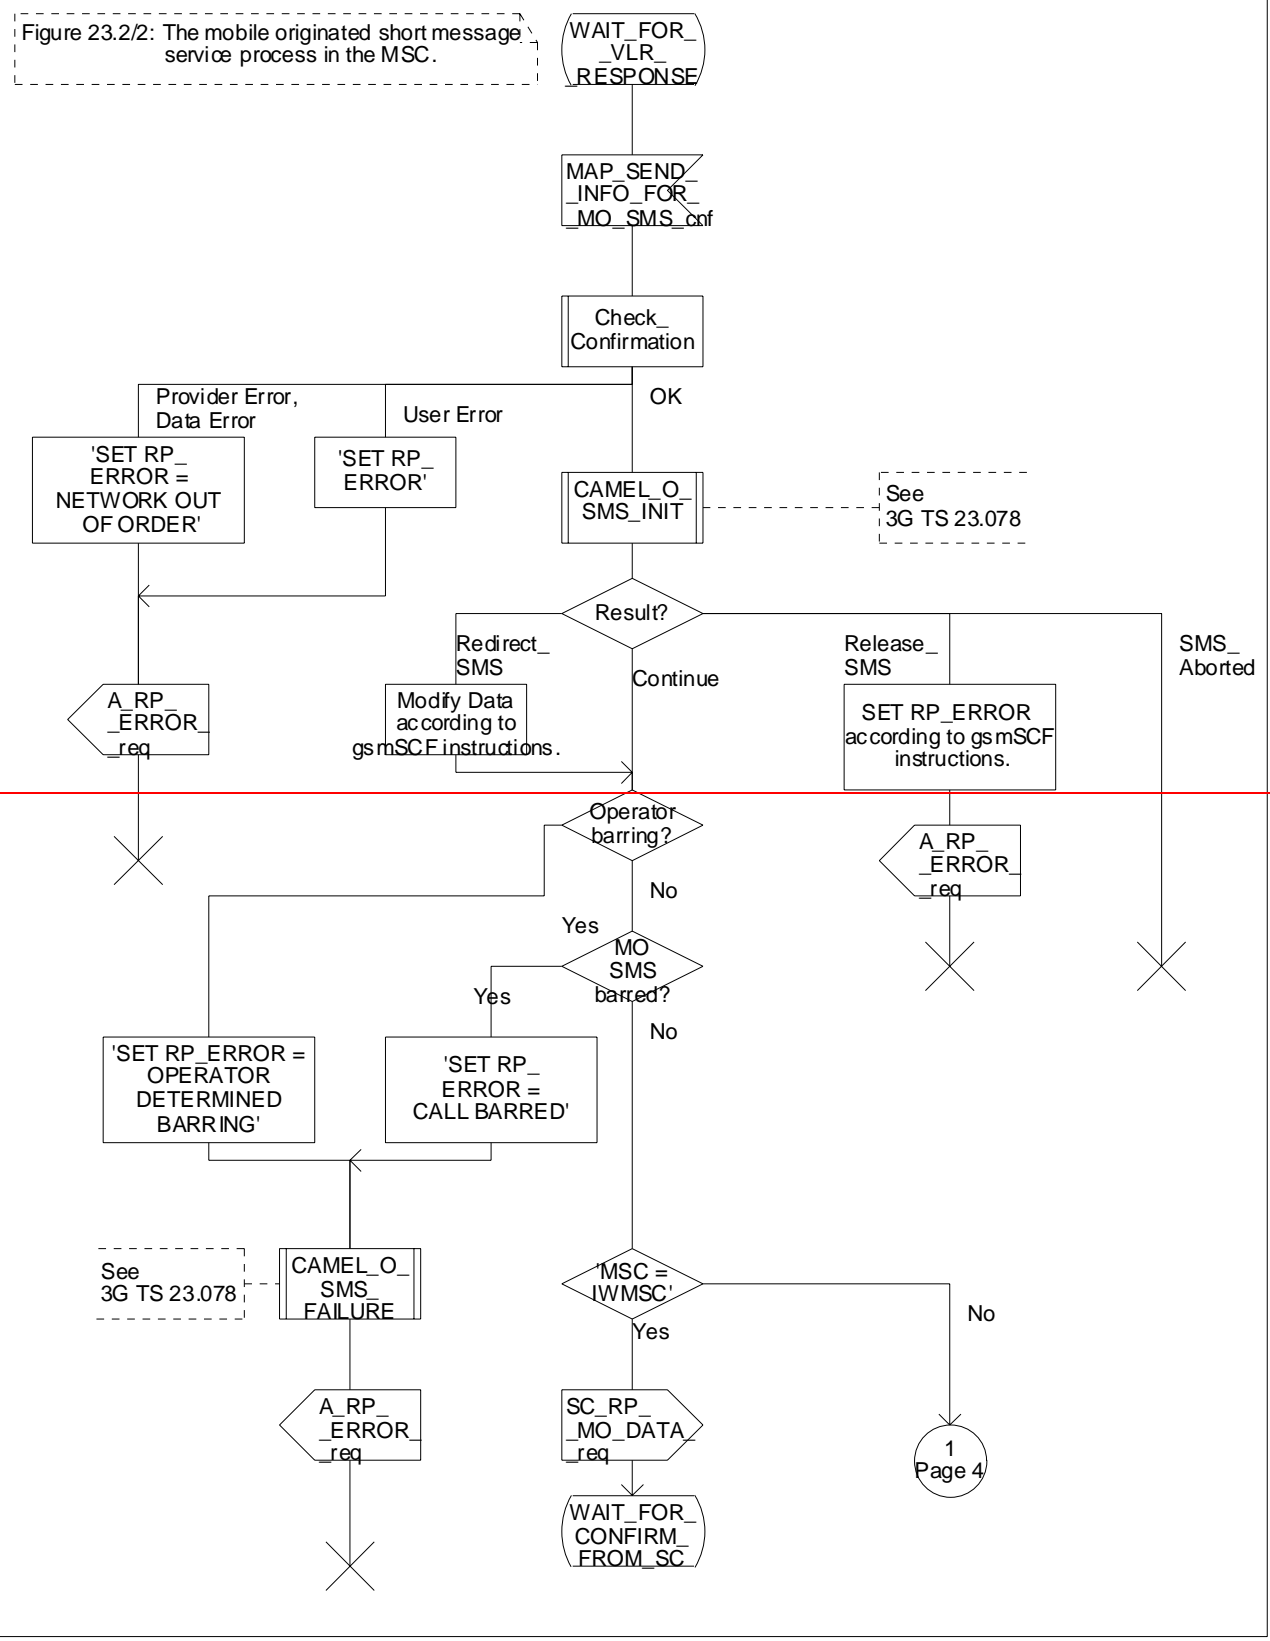 Figure 23.2/2: The mobile originated short message
service process in the MSC.
WAIT_FOR_
_VLR_
_RESPONSE
MAP_SEND_
_INFO_FOR_
_MO_SMS_cnf
Check_
Confirmation
Provider Error,
Data Error
User Error
OK
'SET RP_
ERROR =
NETWORK OUT
OF ORDER'
'SET RP_
ERROR'
CAMEL_O_
SMS_INIT
See
3G TS 23.078
Result?
Redirect_
SMS
Continue
Release_
SMS
SMS_
Aborted
A_RP_
_ERROR_
_req
Modify Data
according to
gsmSCF instructions.
SET RP_ERROR
according to gsmSCF
instructions.
Operator
barring?
A_RP_
_ERROR_
_req
No
Yes
MO
SMS
barred?
Yes
No
'SET RP_ERROR =
OPERATOR
DETERMINED
BARRING'
'SET RP_
ERROR =
CALL BARRED'
See
3G TS 23.078
CAMEL_O_
SMS_
FAILURE
'MSC =
IWMSC'
Yes
No
A_RP_
_ERROR_
_req
SC_RP_
_MO_DATA_
_req
1
Page 4
WAIT_FOR_
CONFIRM_
FROM_SC